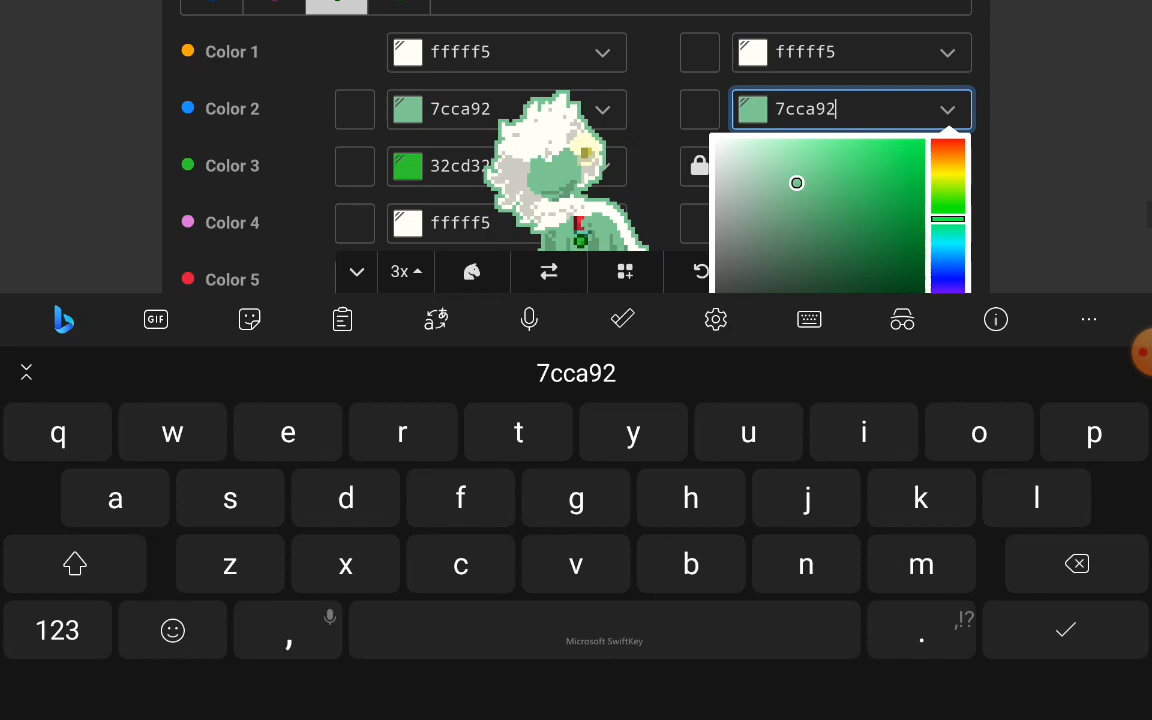 Color 1 fffff5 fffff5
Color 2 7cca92 7cca92
Color 3 32cd32
Color 4 fffff5
Color 5 3x
GIF
7cca92
q w e r t y u i o p
a s d f g h j k l
z x c v b n m
123 , Microsoft SwiftKey . ,!?